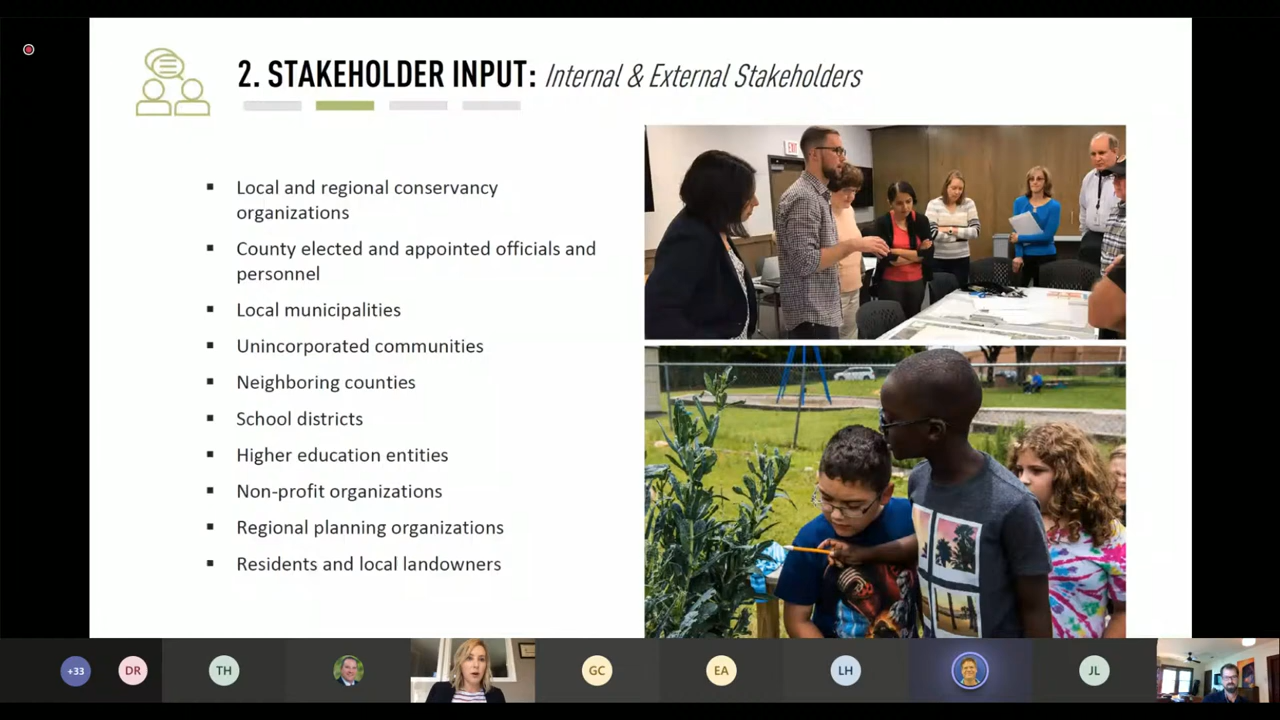 2. STAKEHOLDER INPUT: Internal & External Stakeholders
Local and regional conservancy
organizations
County elected and appointed officials and
personnel
Local municipalities
Unincorporated communities
Neighboring counties
School districts
Higher education entities
Non-profit organizations
Regional planning organizations
Residents and local landowners
EXIT
+33 DR TH GC EA LH JL